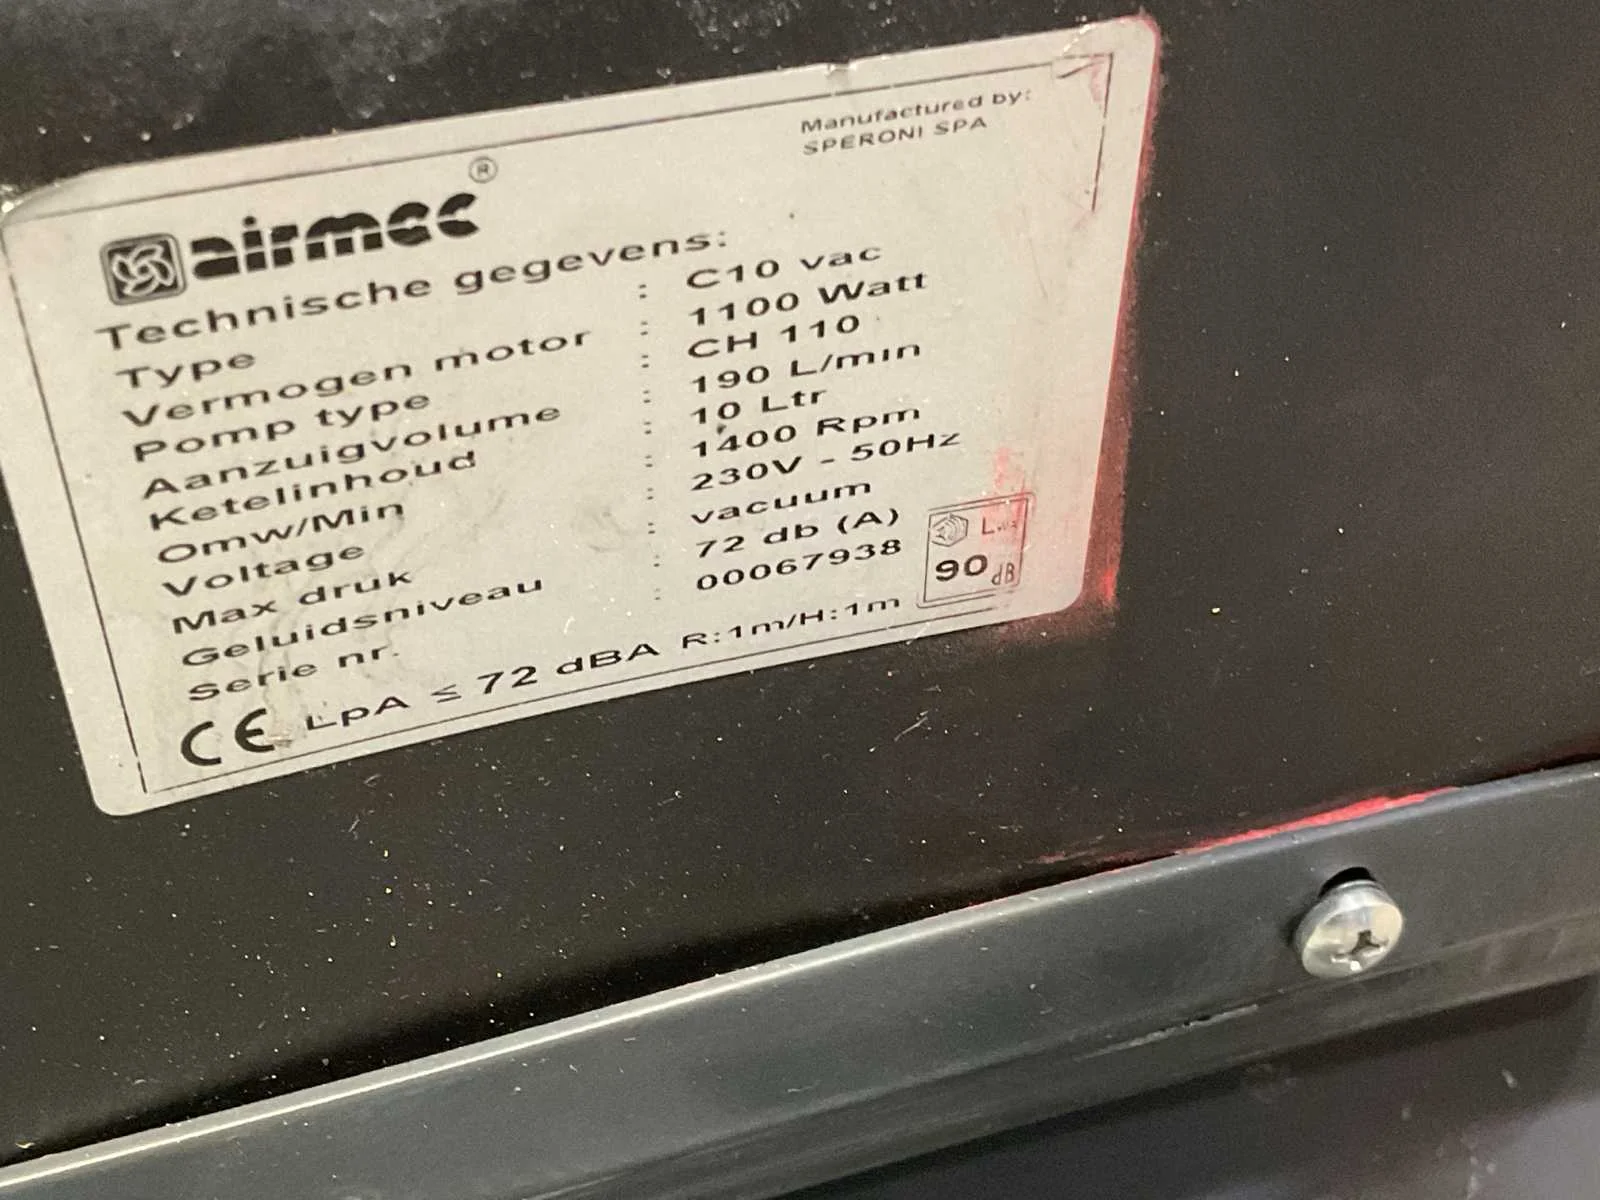 Manufactured by:
SPERONI SPA
airmec®
Technische gegevens:
Type : C10 vac
Vermogen motor : 1100 Watt
Pomp type : CH 110
Aanzuigvolume : 190 L/min
Ketelinhoud : 10 Ltr
Omw/Min : 1400 Rpm
Voltage : 230V - 50Hz
Max druk : vacuum
Geluidsniveau : 72 db (A)
Serie nr. : 00067938
CE LpA ≤ 72 dBA R:1m/H:1m
LWA
90 dB